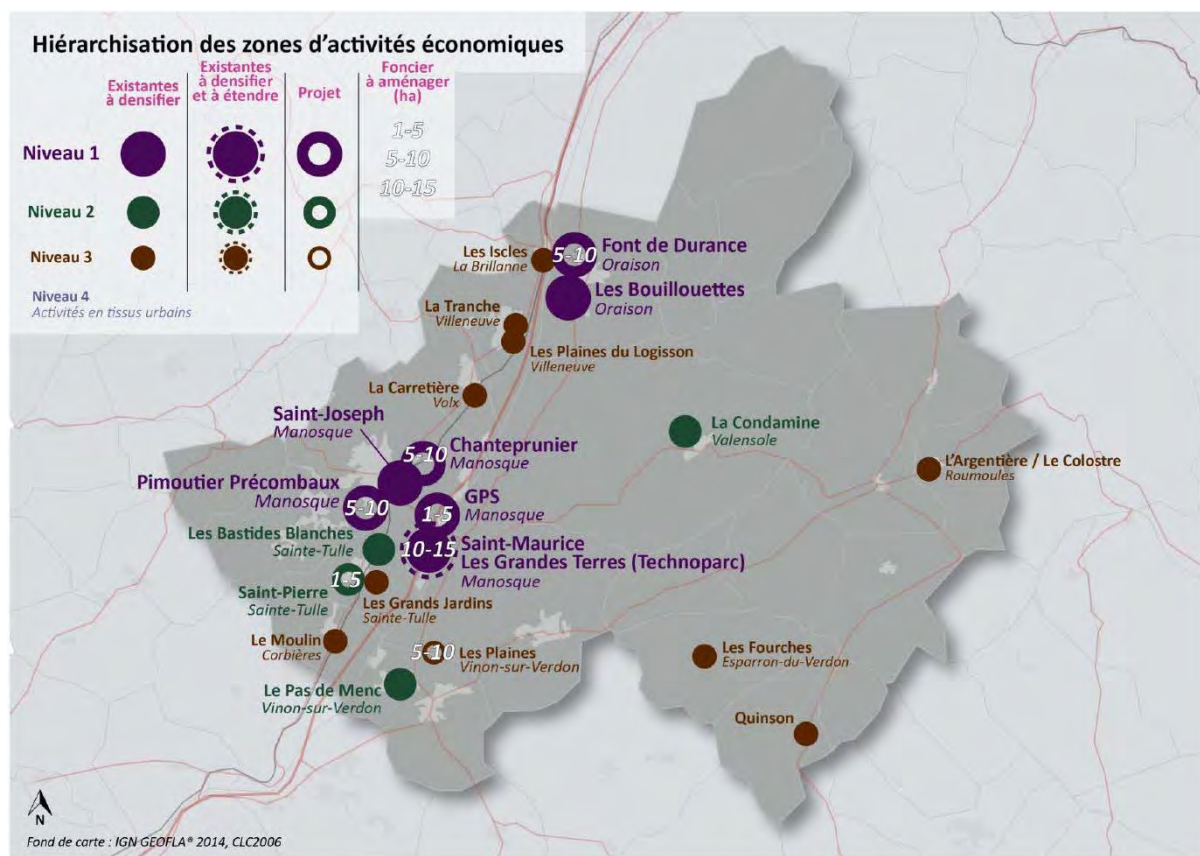 Hiérarchisation des zones d'activités économiques
Existantes
à densifier
Existantes
à densifier
et à étendre
Projet
Foncier
à aménager
(ha)
Niveau 1
Niveau 2
Niveau 3
1-5
5-10
10-15
Niveau 4
Activités en tissus urbains
Les Iscles
La Brillanne
5-10
Font de Durance
Oraison
Les Bouillouettes
Oraison
La Tranche
Villeneuve
Les Plaines du Logisson
Villeneuve
La Carretière
Volx
Saint-Joseph
Manosque
5-10
Chanteprunier
Manosque
La Condamine
Valensole
L'Argentière / Le Colostre
Roumoules
Pimoutier Précombaux
Manosque
5-10
GPS
Manosque
1-5
Les Bastides Blanches
Sainte-Tulle
10-15
Saint-Maurice
Les Grandes Terres (Technoparc)
Manosque
Saint-Pierre
Sainte-Tulle
1-5
Les Grands Jardins
Sainte-Tulle
Le Moulin
Corbières
5-10
Les Plaines
Vinon-sur-Verdon
Les Fourches
Esparron-du-Verdon
Le Pas de Menc
Vinon-sur-Verdon
Quinson
N
Fond de carte : IGN GEOFLA® 2014, CLC2006